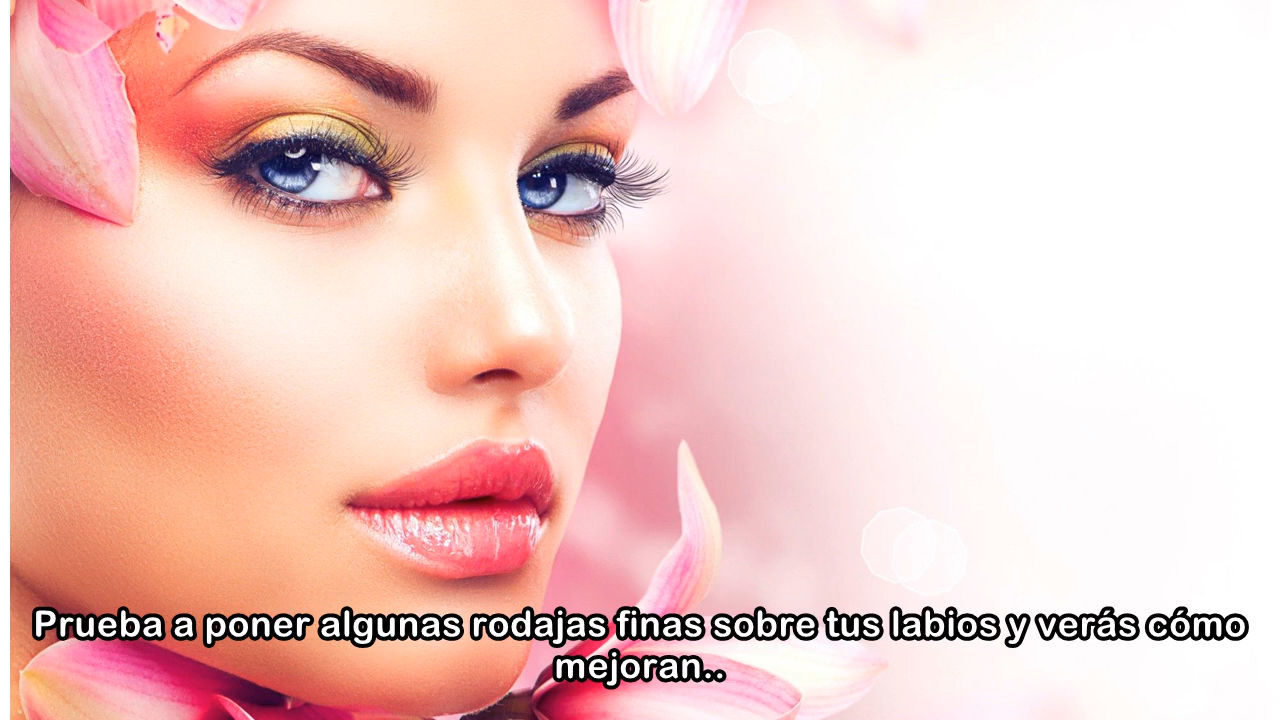 Prueba a poner algunas rodajas finas sobre tus labios y verás cómo
mejoran..